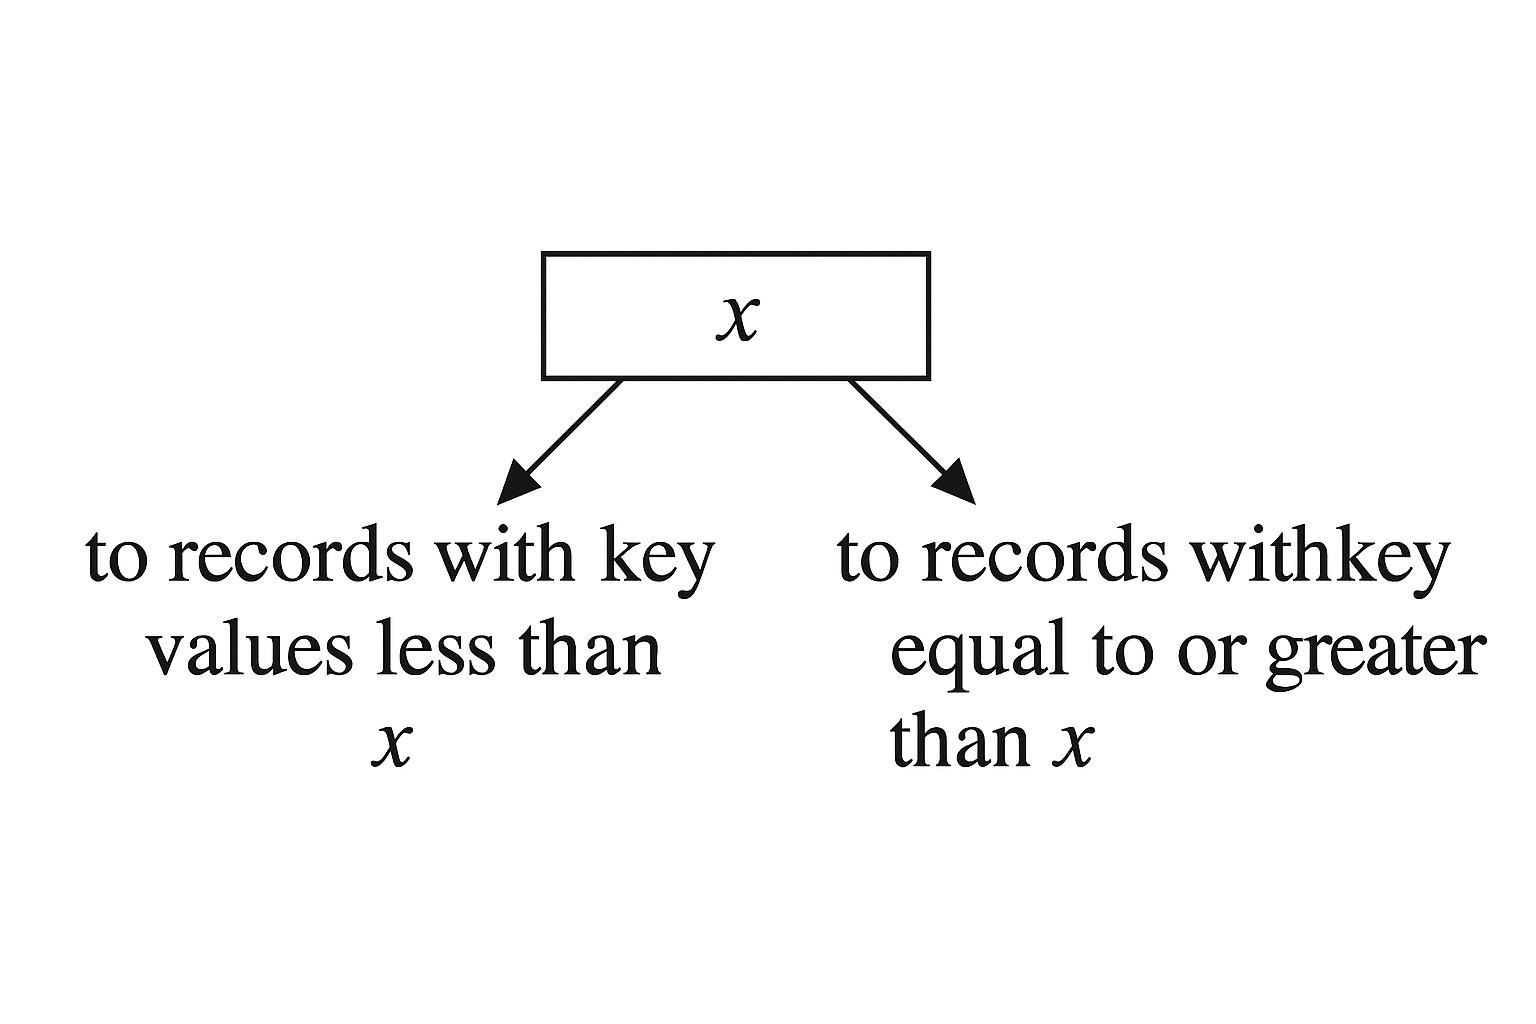 x
to records with key
values less than
x
to records withkey
equal to or greater
than x